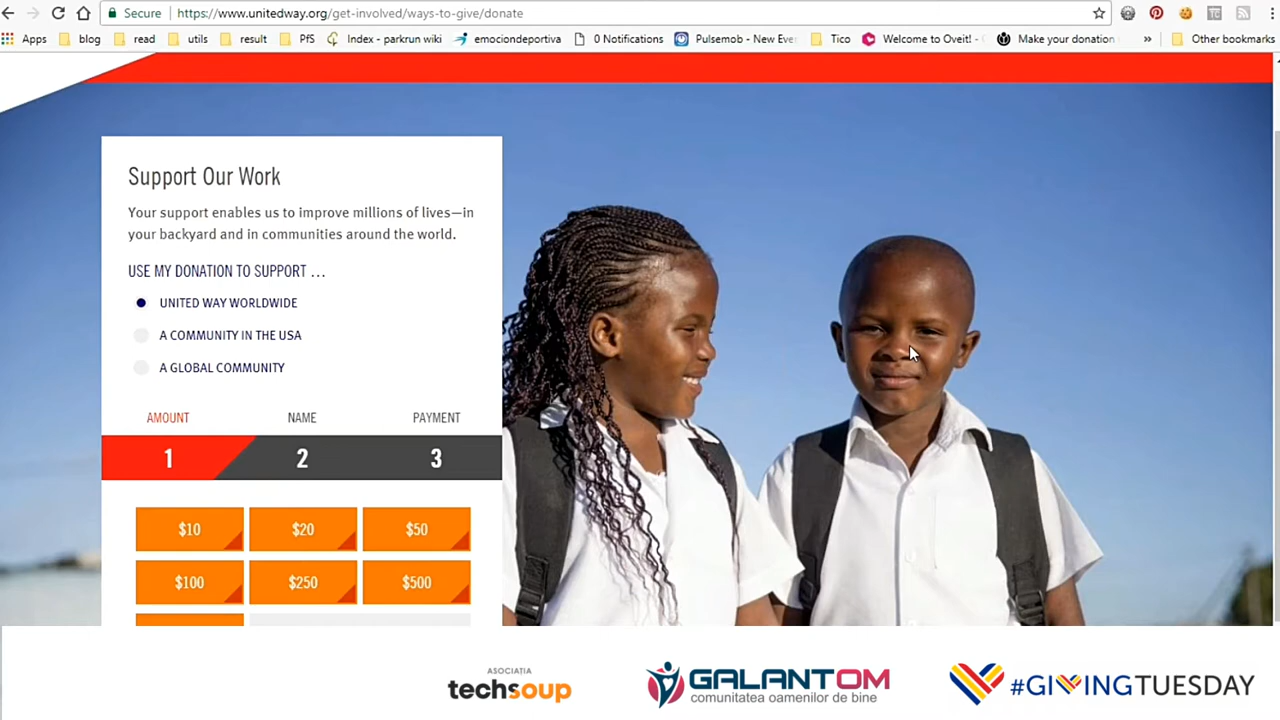 Secure https://www.unitedway.org/get-involved/ways-to-give/donate
Apps blog read utils result PfS Index - parkrun wiki emociondeportiva 0 Notifications Pulsemob - New Eve Tico Welcome to Oveit! - Make your donation » Other bookmarks
Support Our Work
Your support enables us to improve millions of lives—in
your backyard and in communities around the world.
USE MY DONATION TO SUPPORT ...
UNITED WAY WORLDWIDE
A COMMUNITY IN THE USA
A GLOBAL COMMUNITY
AMOUNT NAME PAYMENT
1 2 3
$10 $20 $50
$100 $250 $500
ASOCIAȚIA
techsoup
GALANTOM
comunitatea oamenilor de bine
#GIVINGTUESDAY